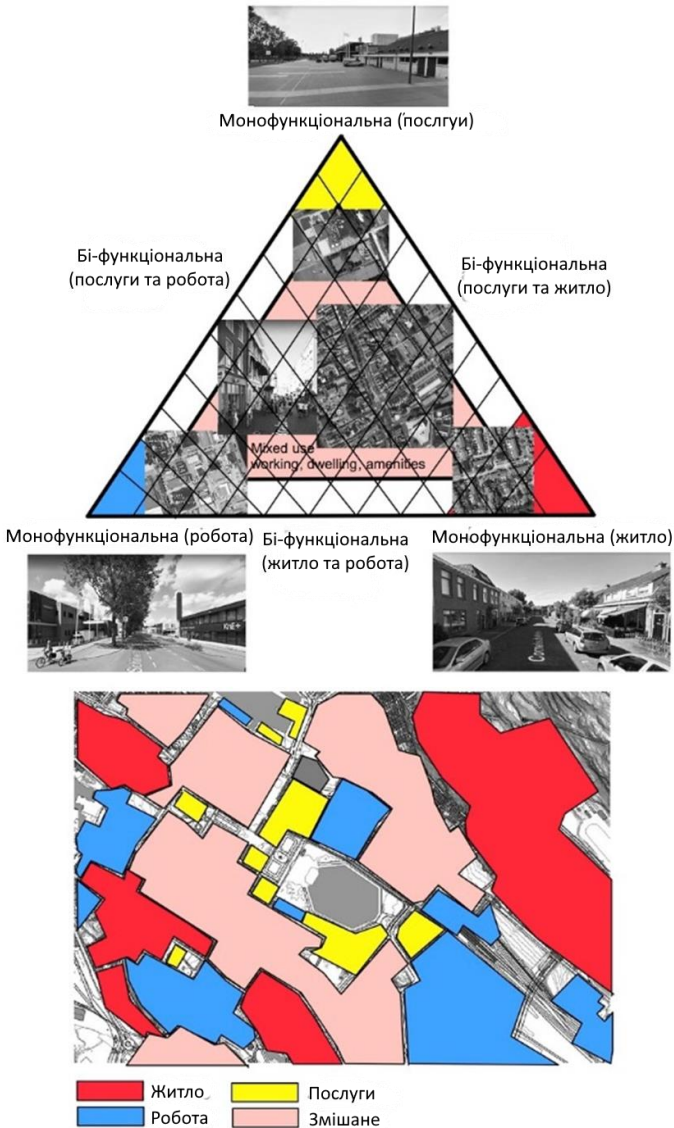 Монофункціональна (послгуи)
Бі-функціональна
(послуги та робота)
Бі-функціональна
(послуги та житло)
Mixed use
working, dwelling, amenities
Монофункціональна (робота)
Бі-функціональна
(житло та робота)
Монофункціональна (житло)
Житло
Послуги
Робота
Змішане